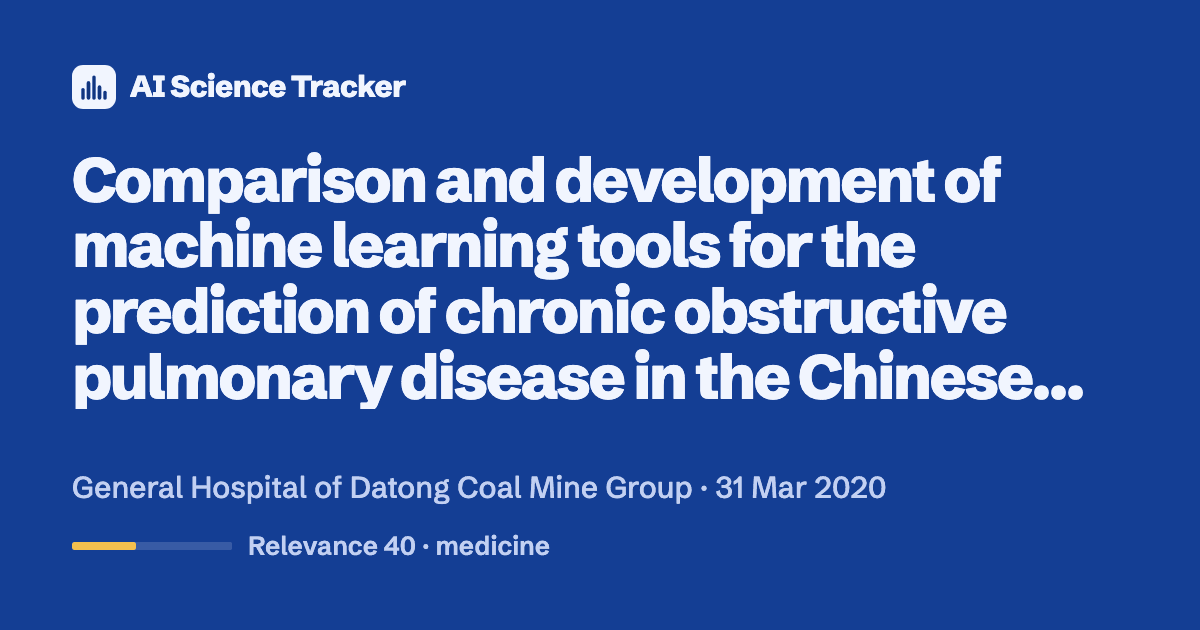 AI Science Tracker
Comparison and development of
machine learning tools for the
prediction of chronic obstructive
pulmonary disease in the Chinese...
General Hospital of Datong Coal Mine Group · 31 Mar 2020
Relevance 40 · medicine